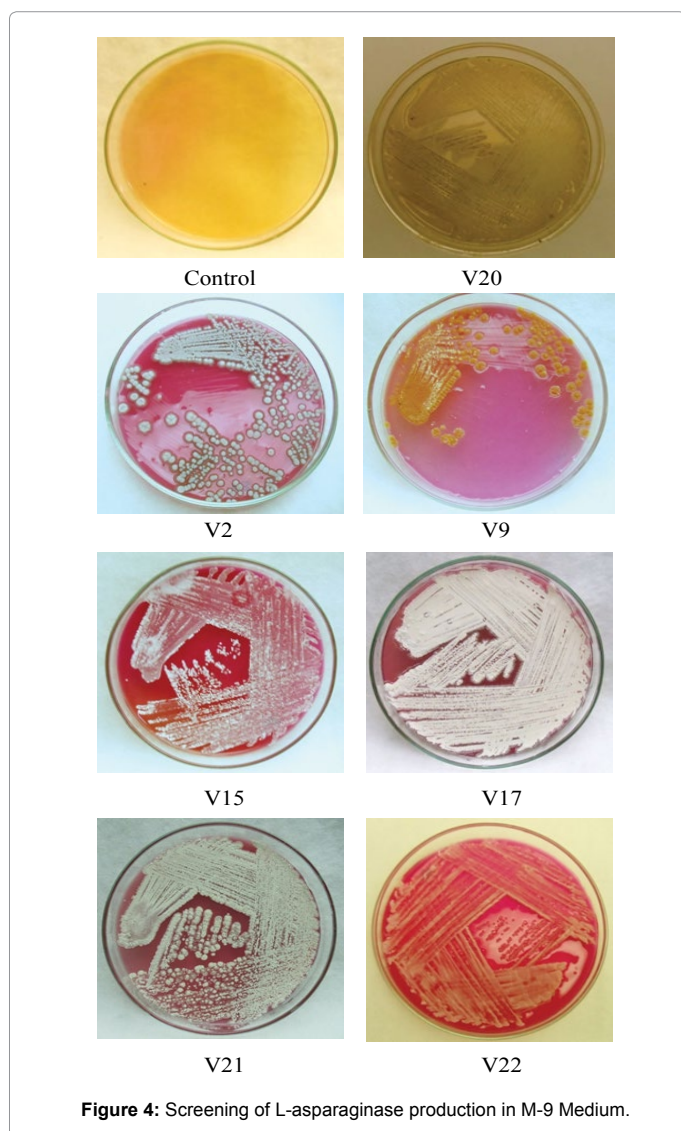 Control V20
V2 V9
V15 V17
V21 V22
Figure 4: Screening of L-asparaginase production in M-9 Medium.